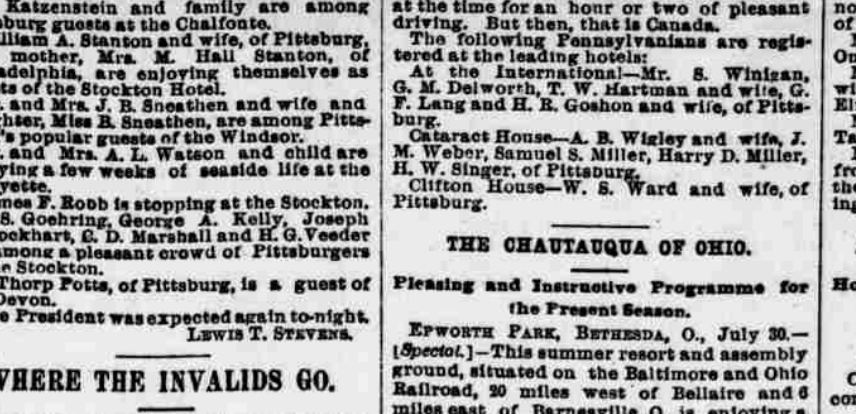 Katzenstein and family are among
sburg guests at the Chalfonte.
lliam A. Stanton and wife, of Pittsburg,
mother, Mrs. M. Hall Stanton, of
adelphia, are enjoying themselves as
ts of the Stockton Hotel.
. and Mrs. J. B. Sneathen and wife and
ghter, Miss B. Sneathen, are among Pitts-
's popular guests of the Windsor.
. and Mrs. A. L. Watson and child are
ying a few weeks of seaside life at the
yette.
mes F. Robb is stopping at the Stockton.
S. Goehring, George A. Kelly, Joseph
ockhart, C. D. Marshall and H. G. Veeder
among a pleasant crowd of Pittsburgers
e Stockton.
Thorp Potts, of Pittsburg, is a guest of
Devon.
e President was expected again to-night.
LEWIS T. STEVENS.
WHERE THE INVALIDS GO.
at the time for an hour or two of pleasant
driving. But then, that is Canada.
The following Pennsylvanians are regis-
tered at the leading hotels:
At the International—Mr. S. Winigan,
G. M. Delworth, T. W. Hartman and wife, G.
F. Lang and H. R. Goshon and wife, of Pitts-
burg.
Cataract House—A. B. Wigley and wife, J.
M. Weber, Samuel S. Miller, Harry D. Miller,
H. W. Singer, of Pittsburg.
Clifton House—W. S. Ward and wife, of
Pittsburg.
THE CHAUTAUQUA OF OHIO.
Pleasing and Instructive Programme for
the Present Season.
EPWORTH PARK, BETHESDA, O., July 30.—
[Special.]—This summer resort and assembly
ground, situated on the Baltimore and Ohio
Railroad, 20 miles west of Bellaire and 6
miles east of Barnesville, O., is enjoying a